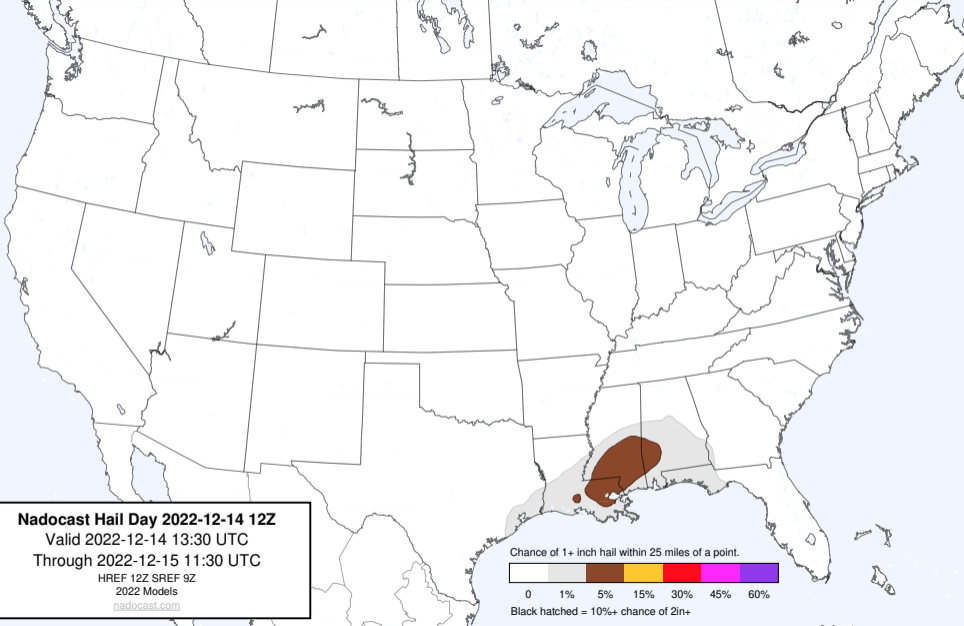 Nadocast Hail Day 2022-12-14 12Z
Valid 2022-12-14 13:30 UTC
Through 2022-12-15 11:30 UTC
HREF 12Z SREF 9Z
2022 Models
nadocast.com
Chance of 1+ inch hail within 25 miles of a point.
0 1% 5% 15% 30% 45% 60%
Black hatched = 10%+ chance of 2in+